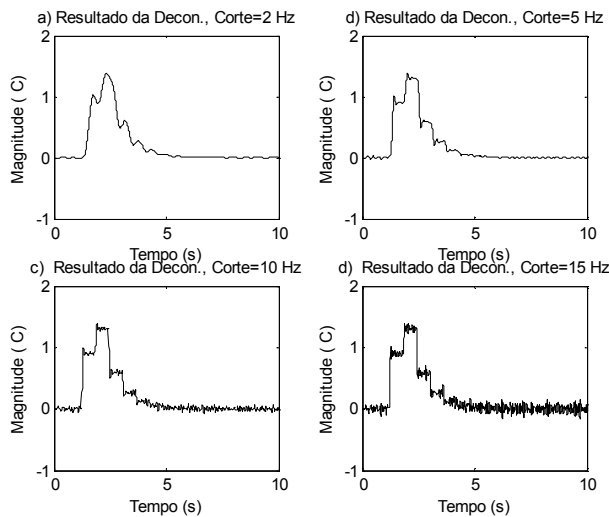 a) Resultado da Decon., Corte=2 Hz
2
1
0
-1
Magnitude ( C)
0
5
10
Tempo (s)
d) Resultado da Decon., Corte=5 Hz
2
1
0
-1
Magnitude ( C)
0
5
10
Tempo (s)
c) Resultado da Decon., Corte=10 Hz
2
1
0
-1
Magnitude ( C)
0
5
10
Tempo (s)
d) Resultado da Decon., Corte=15 Hz
2
1
0
-1
Magnitude ( C)
0
5
10
Tempo (s)